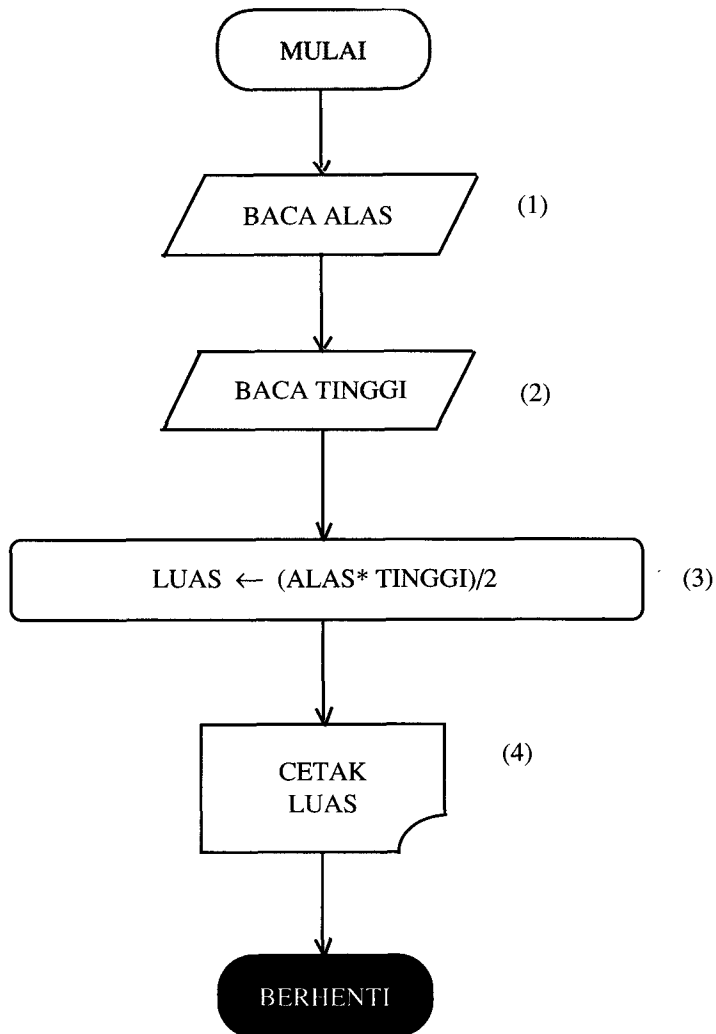 MULAI
BACA ALAS
(1)
BACA TINGGI
(2)
LUAS ← (ALAS* TINGGI)/2
(3)
CETAK
LUAS
(4)
BERHENTI